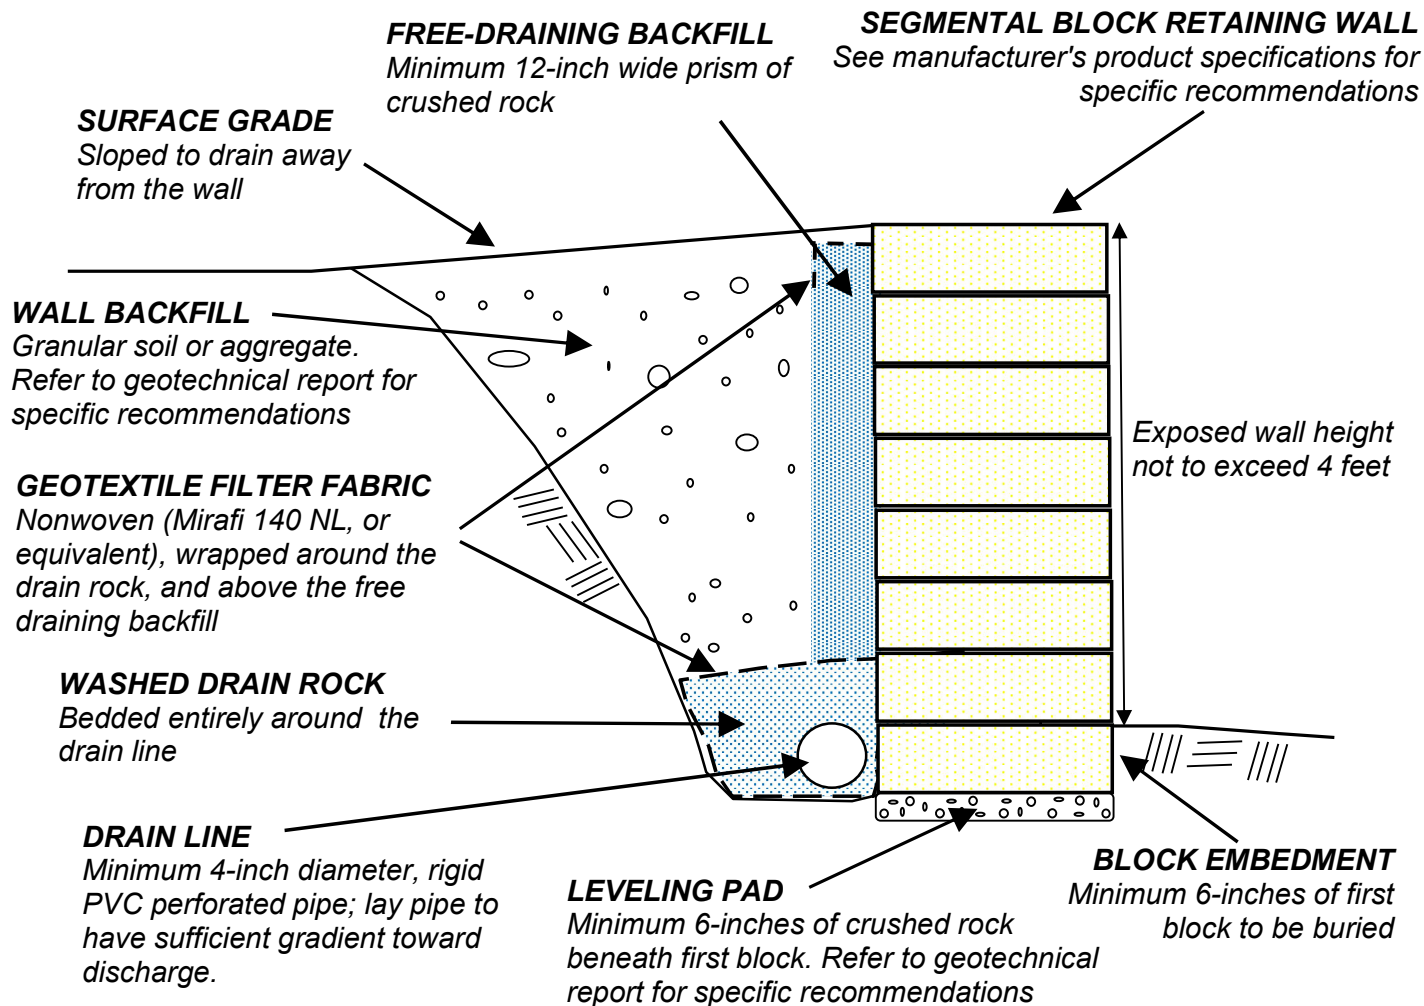 FREE-DRAINING BACKFILL
Minimum 12-inch wide prism of
crushed rock
SEGMENTAL BLOCK RETAINING WALL
See manufacturer's product specifications for
specific recommendations
SURFACE GRADE
Sloped to drain away
from the wall
WALL BACKFILL
Granular soil or aggregate.
Refer to geotechnical report for
specific recommendations
Exposed wall height
not to exceed 4 feet
GEOTEXTILE FILTER FABRIC
Nonwoven (Mirafi 140 NL, or
equivalent), wrapped around the
drain rock, and above the free
draining backfill
WASHED DRAIN ROCK
Bedded entirely around the
drain line
DRAIN LINE
Minimum 4-inch diameter, rigid
PVC perforated pipe; lay pipe to
have sufficient gradient toward
discharge.
LEVELING PAD
Minimum 6-inches of crushed rock
beneath first block. Refer to geotechnical
report for specific recommendations
BLOCK EMBEDMENT
Minimum 6-inches of first
block to be buried